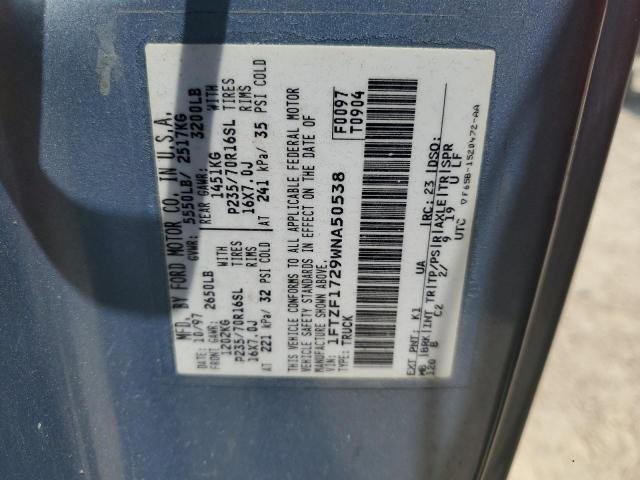 MFD. BY FORD MOTOR CO. IN U.S.A.
DATE: 10/97 GVWR: 5550LB/ 2517KG
FRONT GAWR: 2650LB REAR GAWR: 3200LB
1202KG WITH 1451KG WITH
P235/70R16SL TIRES P235/70R16SL TIRES
16X7.0J RIMS 16X7.0J RIMS
AT 221 kPa/ 32 PSI COLD AT 241 kPa/ 35 PSI COLD
THIS VEHICLE CONFORMS TO ALL APPLICABLE FEDERAL MOTOR
VEHICLE SAFETY STANDARDS IN EFFECT ON THE DATE OF
MANUFACTURE SHOWN ABOVE.
VIN: 1FTZF1729WNA50538 F0097
TYPE: TRUCK T0904
EXT PNT: K1 UA RC: 23 DSO:
WB BRK INT TR TP/PS R AXLE TR SPR
120 B C2 2/ 9 19 U LF
UTC ▽F65B-1520472-AA